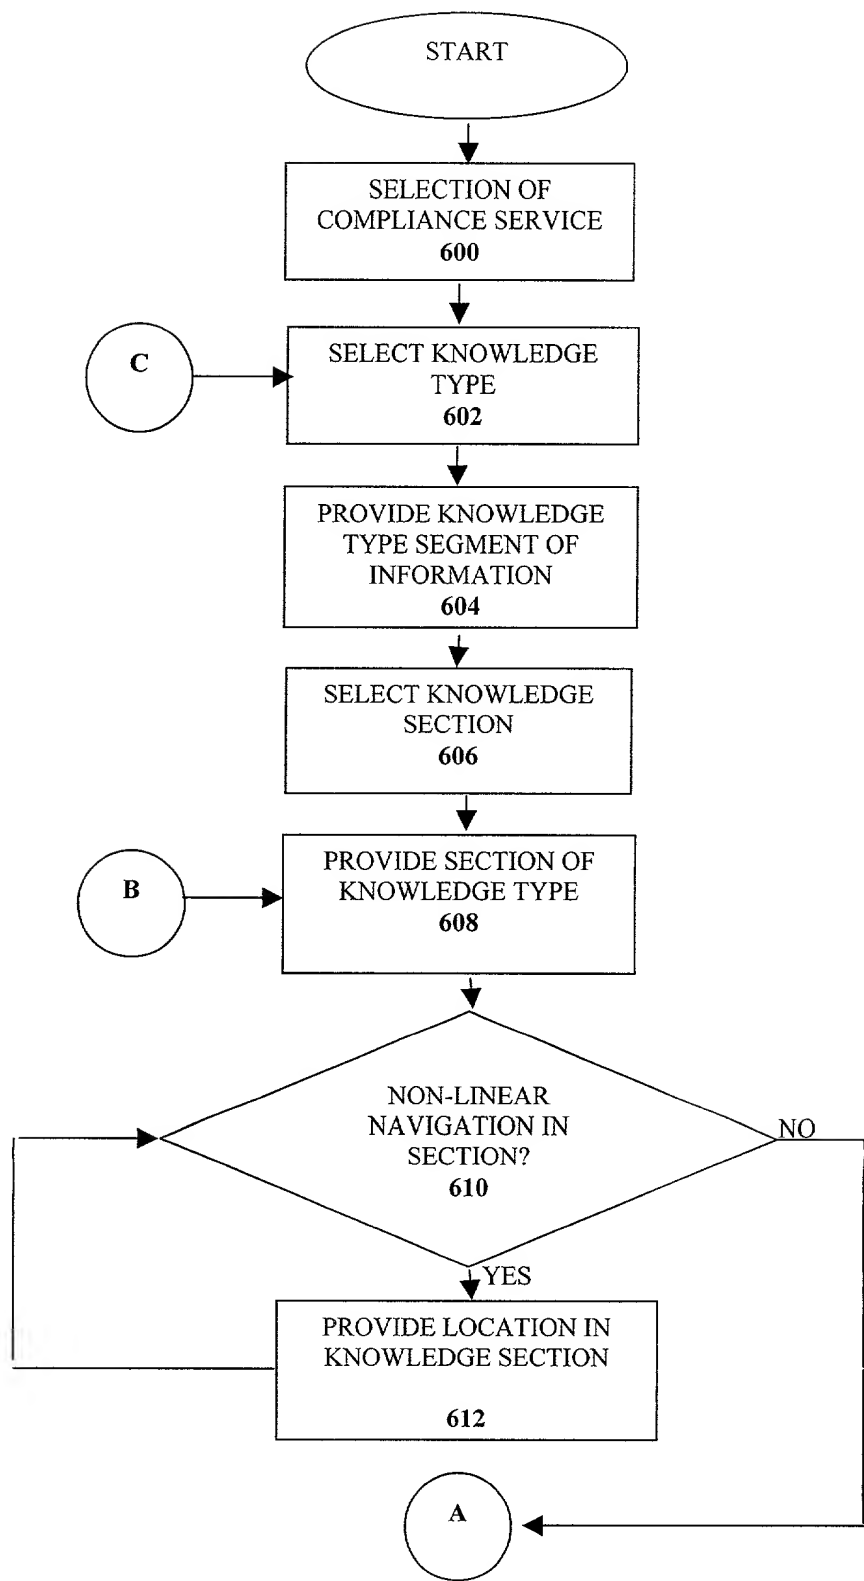 START
SELECTION OF
COMPLIANCE SERVICE
600
C
SELECT KNOWLEDGE
TYPE
602
PROVIDE KNOWLEDGE
TYPE SEGMENT OF
INFORMATION
604
SELECT KNOWLEDGE
SECTION
606
B
PROVIDE SECTION OF
KNOWLEDGE TYPE
608
NON-LINEAR
NAVIGATION IN
SECTION?
610
NO
YES
PROVIDE LOCATION IN
KNOWLEDGE SECTION
612
A